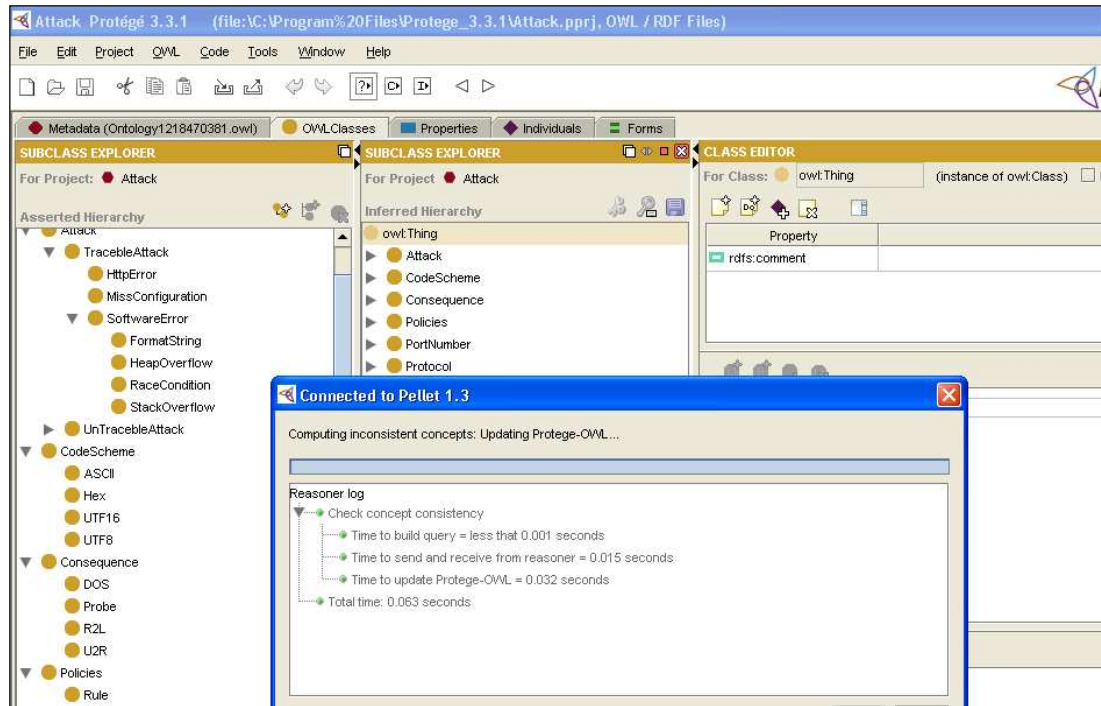 Attack Protégé 3.3.1 (file:\C:\Program%20Files\Protege_3.3.1\Attack.pprj, OWL / RDF Files)
File Edit Project OWL Code Tools Window Help
Metadata (Ontology1218470381.owl) OWLClasses Properties Individuals Forms
SUBCLASS EXPLORER
For Project: Attack
Asserted Hierarchy
Attack
TracebleAttack
HttpError
MissConfiguration
SoftwareError
FormatString
HeapOverflow
RaceCondition
StackOverflow
UnTracebleAttack
CodeScheme
ASCII
Hex
UTF16
UTF8
Consequence
DOS
Probe
R2L
U2R
Policies
Rule
SUBCLASS EXPLORER
For Project Attack
Inferred Hierarchy
owl:Thing
Attack
CodeScheme
Consequence
Policies
PortNumber
Protocol
CLASS EDITOR
For Class: owl:Thing (instance of owl:Class)
Property
rdfs:comment
Connected to Pellet 1.3
Computing inconsistent concepts: Updating Protege-OWL...
Reasoner log
Check concept consistency
Time to build query = less that 0.001 seconds
Time to send and receive from reasoner = 0.015 seconds
Time to update Protege-OWL = 0.032 seconds
Total time: 0.063 seconds